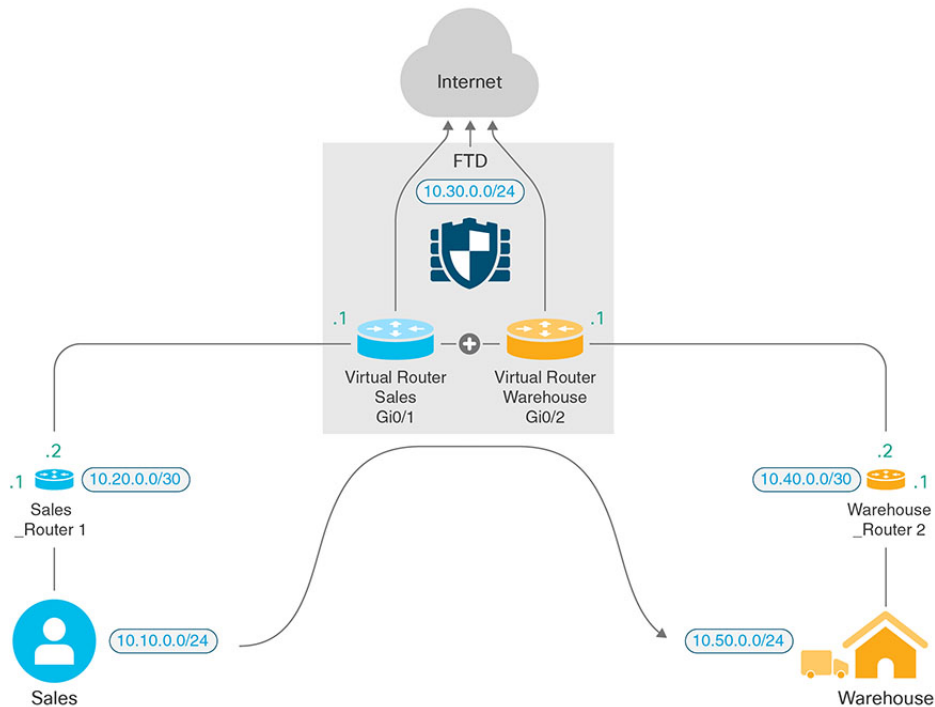 Internet
FTD
10.30.0.0/24
.1
.1
Virtual Router
Sales
Gi0/1
Virtual Router
Warehouse
Gi0/2
.2
.1
10.20.0.0/30
Sales
_Router 1
.2
10.40.0.0/30
.1
Warehouse
_Router 2
10.10.0.0/24
Sales
10.50.0.0/24
Warehouse